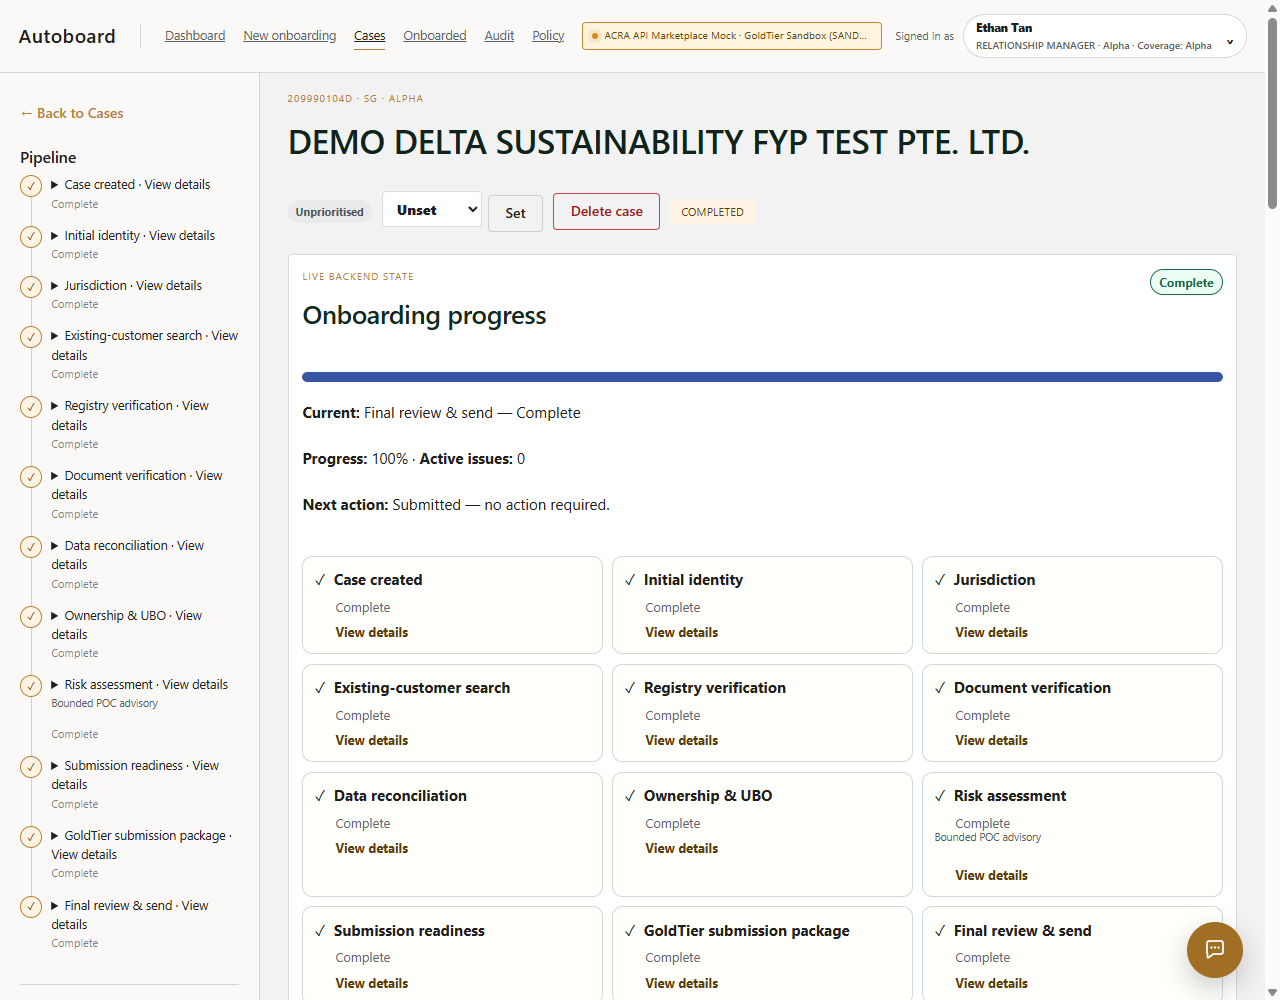 Autoboard
Dashboard
New onboarding
Cases
Onboarded
Audit
Policy
ACRA API Marketplace Mock · GoldTier Sandbox (SAND...
Signed in as
Ethan Tan
RELATIONSHIP MANAGER · Alpha · Coverage: Alpha
← Back to Cases
Pipeline
✓ ▶ Case created · View details
Complete
✓ ▶ Initial identity · View details
Complete
✓ ▶ Jurisdiction · View details
Complete
✓ ▶ Existing-customer search · View
details
Complete
✓ ▶ Registry verification · View
details
Complete
✓ ▶ Document verification · View
details
Complete
✓ ▶ Data reconciliation · View
details
Complete
✓ ▶ Ownership & UBO · View
details
Complete
✓ ▶ Risk assessment · View details
Bounded POC advisory
Complete
✓ ▶ Submission readiness · View
details
Complete
✓ ▶ GoldTier submission package ·
View details
Complete
✓ ▶ Final review & send · View
details
Complete
209990104D · SG · ALPHA
DEMO DELTA SUSTAINABILITY FYP TEST PTE. LTD.
Unprioritised
Unset
Set
Delete case
COMPLETED
LIVE BACKEND STATE
Complete
Onboarding progress
Current: Final review & send — Complete
Progress: 100% · Active issues: 0
Next action: Submitted — no action required.
✓ Case created
Complete
View details
✓ Initial identity
Complete
View details
✓ Jurisdiction
Complete
View details
✓ Existing-customer search
Complete
View details
✓ Registry verification
Complete
View details
✓ Document verification
Complete
View details
✓ Data reconciliation
Complete
View details
✓ Ownership & UBO
Complete
View details
✓ Risk assessment
Complete
Bounded POC advisory
View details
✓ Submission readiness
Complete
View details
✓ GoldTier submission package
Complete
View details
✓ Final review & send
Complete
View details